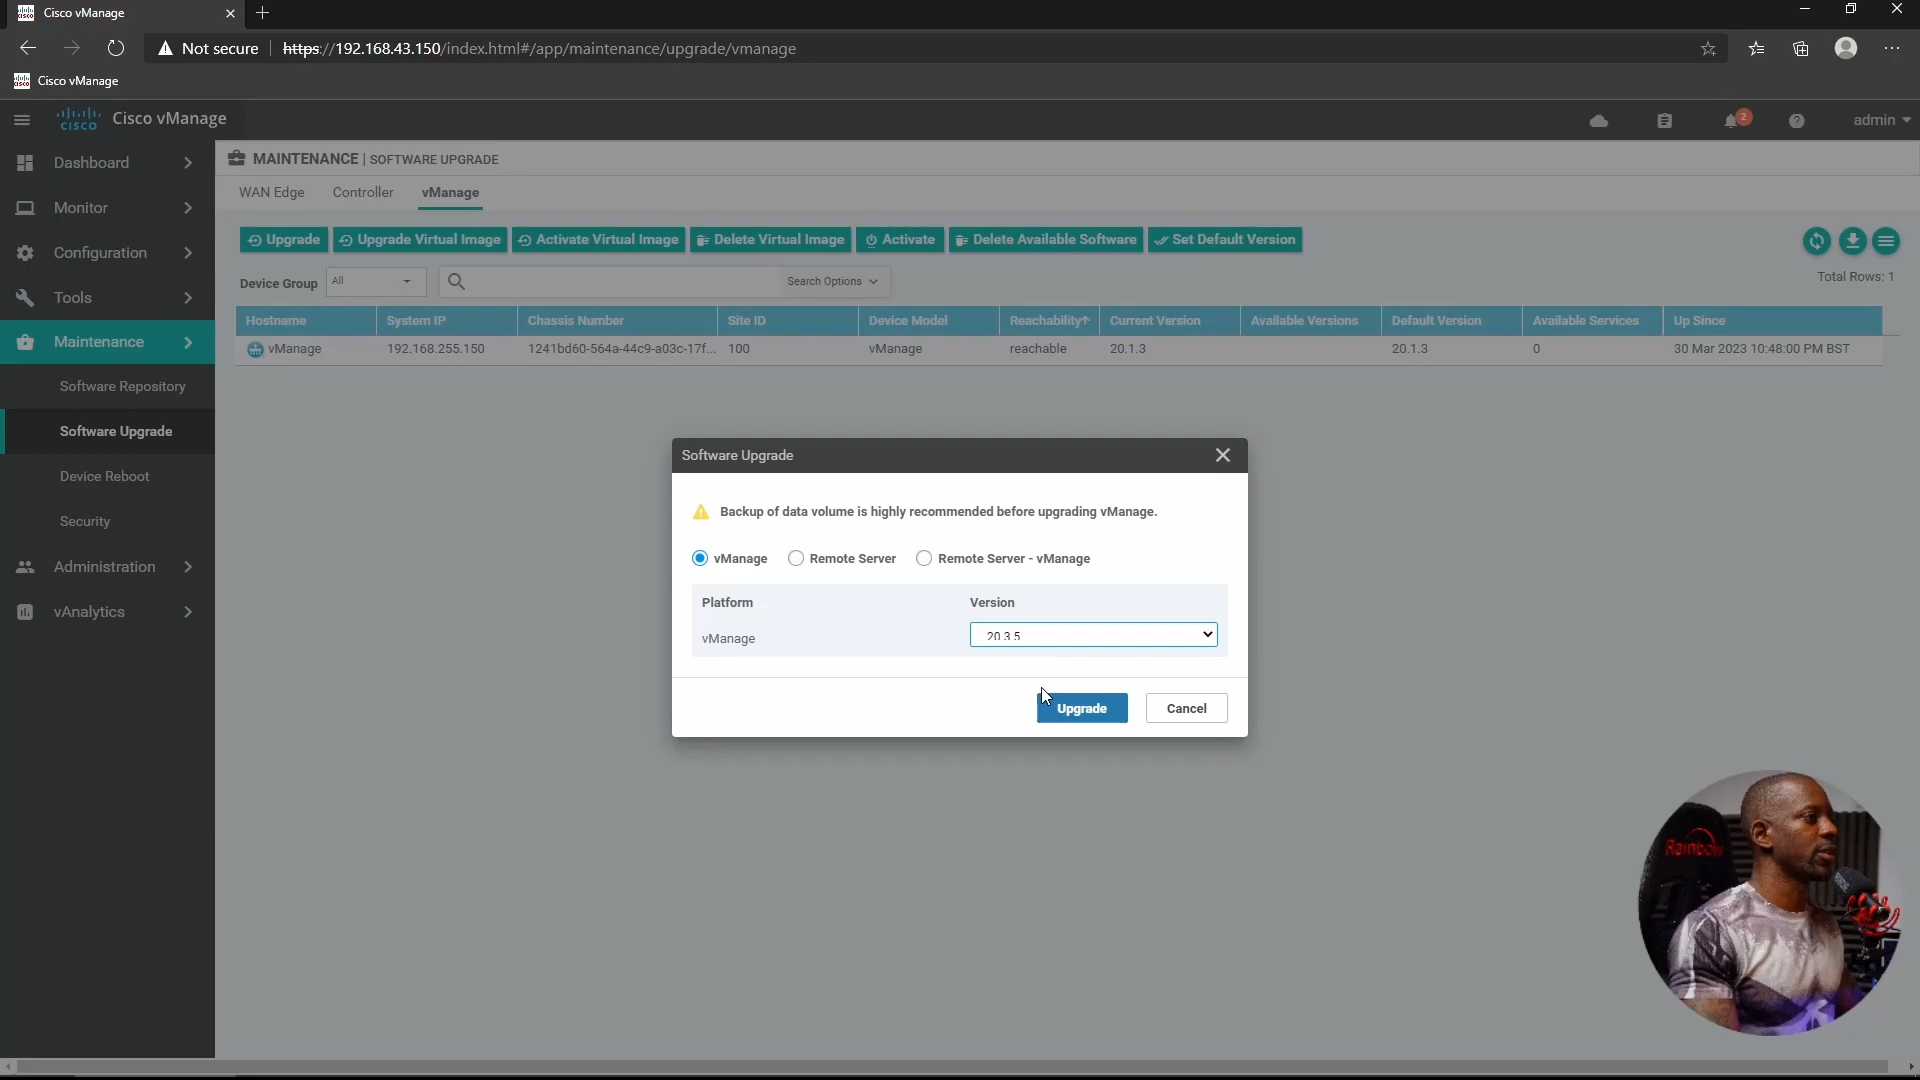 Cisco vManage
Not secure
https://192.168.43.150/index.html#/app/maintenance/upgrade/vmanage
Cisco vManage
cisco
Cisco vManage
2
admin
Dashboard
Monitor
Configuration
Tools
Maintenance
Software Repository
Software Upgrade
Device Reboot
Security
Administration
vAnalytics
MAINTENANCE | SOFTWARE UPGRADE
WAN Edge Controller vManage
Upgrade Upgrade Virtual Image Activate Virtual Image Delete Virtual Image Activate Delete Available Software Set Default Version
Device Group All Search Options
Total Rows: 1
Hostname System IP Chassis Number Site ID Device Model Reachability Current Version Available Versions Default Version Available Services Up Since
vManage 192.168.255.150 1241bd60-564a-44c9-a03c-17f... 100 vManage reachable 20.1.3 20.1.3 0 30 Mar 2023 10:48:00 PM BST
Software Upgrade
Backup of data volume is highly recommended before upgrading vManage.
vManage Remote Server Remote Server - vManage
Platform Version
vManage 20.3.5
Upgrade Cancel
Rainbow
RØDE